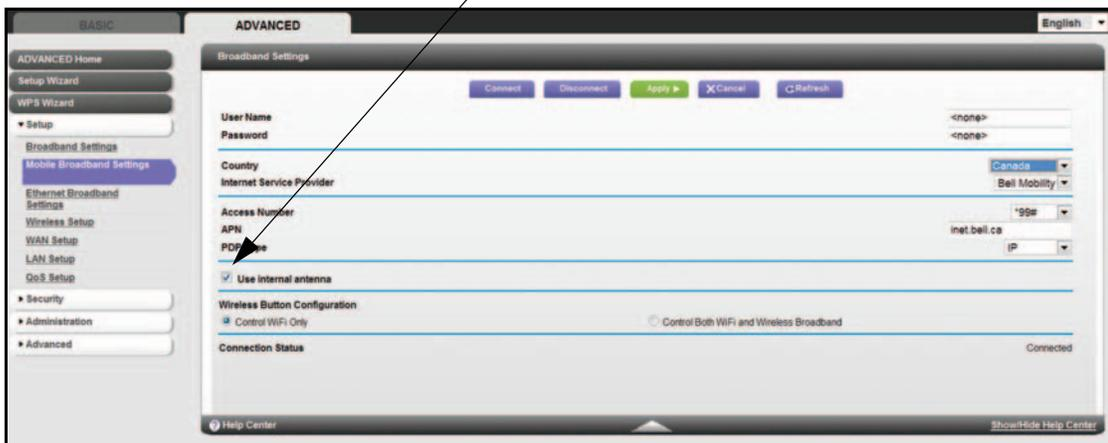 BASIC
ADVANCED
English
ADVANCED Home
Setup Wizard
WPS Wizard
Setup
Broadband Settings
Mobile Broadband Settings
Ethernet Broadband
Settings
Wireless Setup
WAN Setup
LAN Setup
QoS Setup
Security
Administration
Advanced
Broadband Settings
Connect Disconnect Apply Cancel Refresh
User Name <none>
Password <none>
Country Canada
Internet Service Provider Bell Mobility
Access Number *99#
APN inet.bell.ca
PDP Type IP
Use internal antenna
Wireless Button Configuration
Control WiFi Only Control Both WiFi and Wireless Broadband
Connection Status Connected
Help Center Show/Hide Help Center